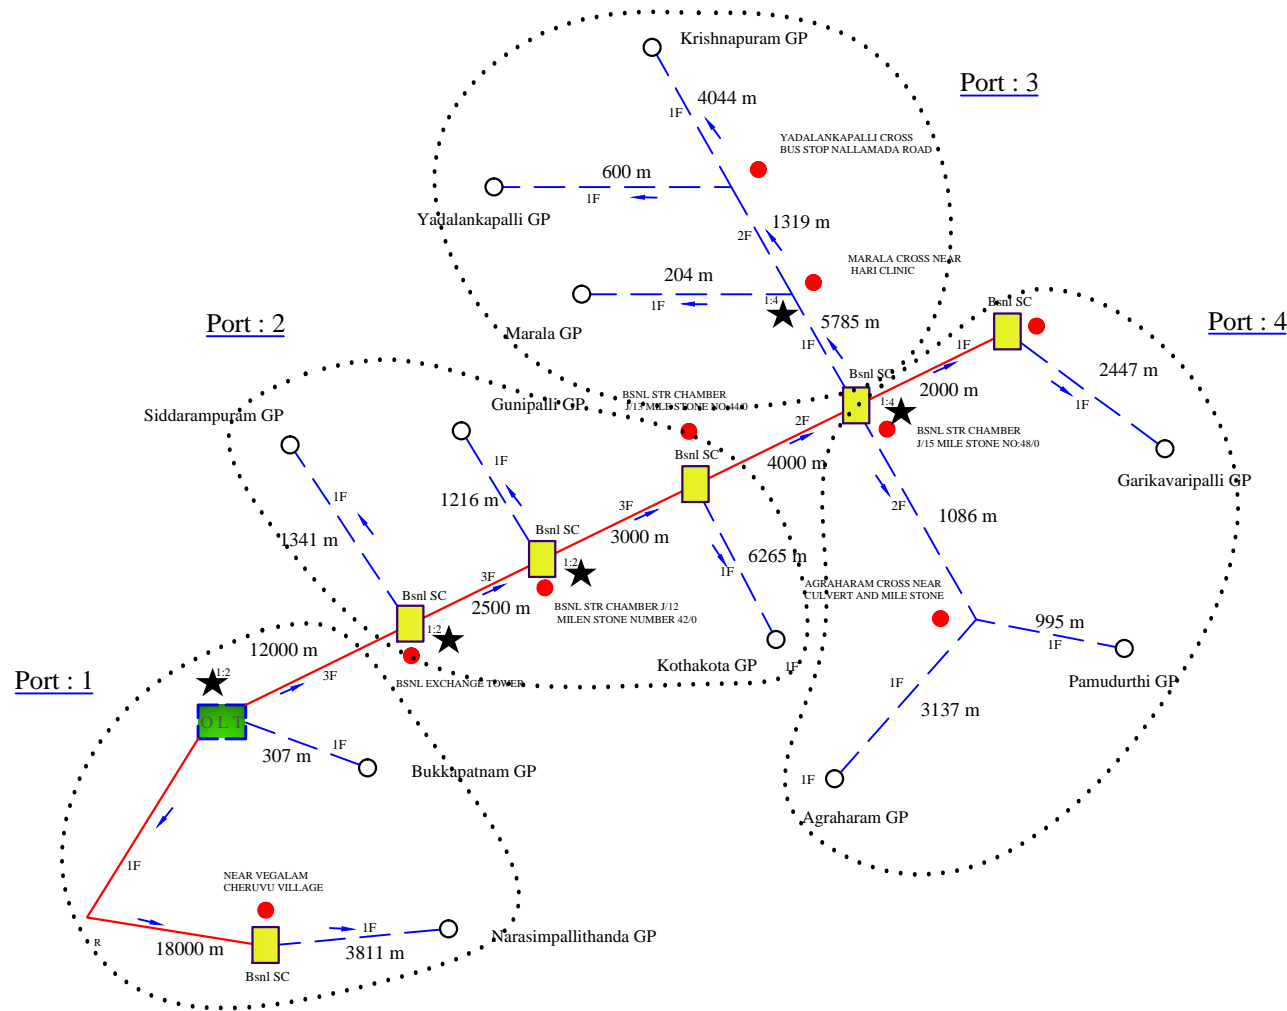 Krishnapuram GP
Port : 3
4044 m
1F
YADALANKAPALLI CROSS
BUS STOP NALLAMADA ROAD
600 m
1F
Yadalankapalli GP
1319 m
2F
MARALA CROSS NEAR
HARI CLINIC
204 m
1F
1:4
Marala GP
5785 m
1F
Bsnl SC
Port : 4
Port : 2
1F
2447 m
1F
2000 m
Bsnl SC
1:4
BSNL STR CHAMBER
J/13 MILE STONE NO:44/0
Gunipalli GP
Siddarampuram GP
2F
4000 m
BSNL STR CHAMBER
J/15 MILE STONE NO:48/0
Bsnl SC
Garikavaripalli GP
1F
1216 m
1F
1341 m
3F
3000 m
2F
1086 m
Bsnl SC
1:2
6265 m
1F
3F
2500 m
BSNL STR CHAMBER J/12
MILEN STONE NUMBER 42/0
AGRAHARAM CROSS NEAR
CULVERT AND MILE STONE
Bsnl SC
1:2
995 m
1F
12000 m
3F
BSNL EXCHANGE TOWER
Kothakota GP
1F
Pamudurthi GP
Port : 1
1:2
OLT
1F
307 m
Bukkapatnam GP
1F
3137 m
1F
Agraharam GP
1F
NEAR VEGALAM
CHERUVU VILLAGE
R
18000 m
Bsnl SC
1F
3811 m
Narasimpallithanda GP